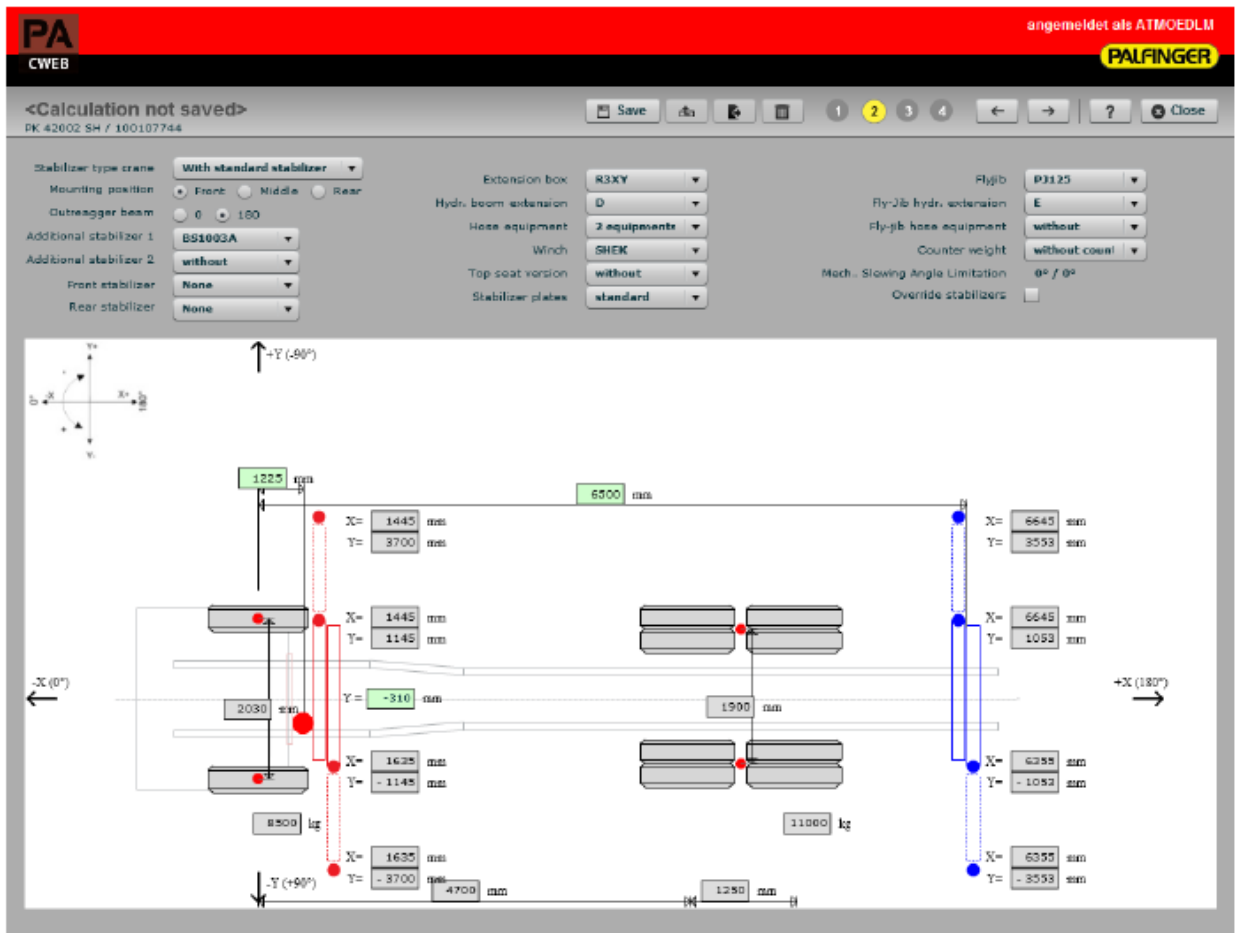 PA
angemeldet als ATMOEDLM
CWEB
PALFINGER
<Calculation not saved>
PK 42002 SH / 100107744
Save
1 2 3 4
← → ? Close
Stabilizer type crane With standard stabilizer
Mounting position Front Middle Rear
Outreagger beam 0 180
Additional stabilizer 1 BS1003A
Additional stabilizer 2 without
Front stabilizer None
Rear stabilizer None
Extension box R3XY
Hydr. boom extension D
Hose equipment 2 equipments
Winch SHEK
Top seat version without
Stabilizer plates standard
Flyjib PJ125
Fly-Jib hydr. extension E
Fly-jib hose equipment without
Counter weight without count
Mech. Slewing Angle Limitation 0° / 0°
Override stabilizers
Y+
0° -X X+ 180°
- 
+
Y-
+Y (-90°)
1225 mm
6500 mm
X= 1445 mm
Y= 3700 mm
X= 6645 mm
Y= 3553 mm
X= 1445 mm
Y= 1145 mm
X= 6645 mm
Y= 1053 mm
-X (0°)
+X (180°)
Y = -310 mm
2030 mm
1900 mm
X= 1635 mm
Y= - 1145 mm
X= 6355 mm
Y= - 1053 mm
8500 kg
11000 kg
X= 1635 mm
Y= - 3700 mm
X= 6355 mm
Y= - 3553 mm
-Y (+90°)
4700 mm
1250 mm